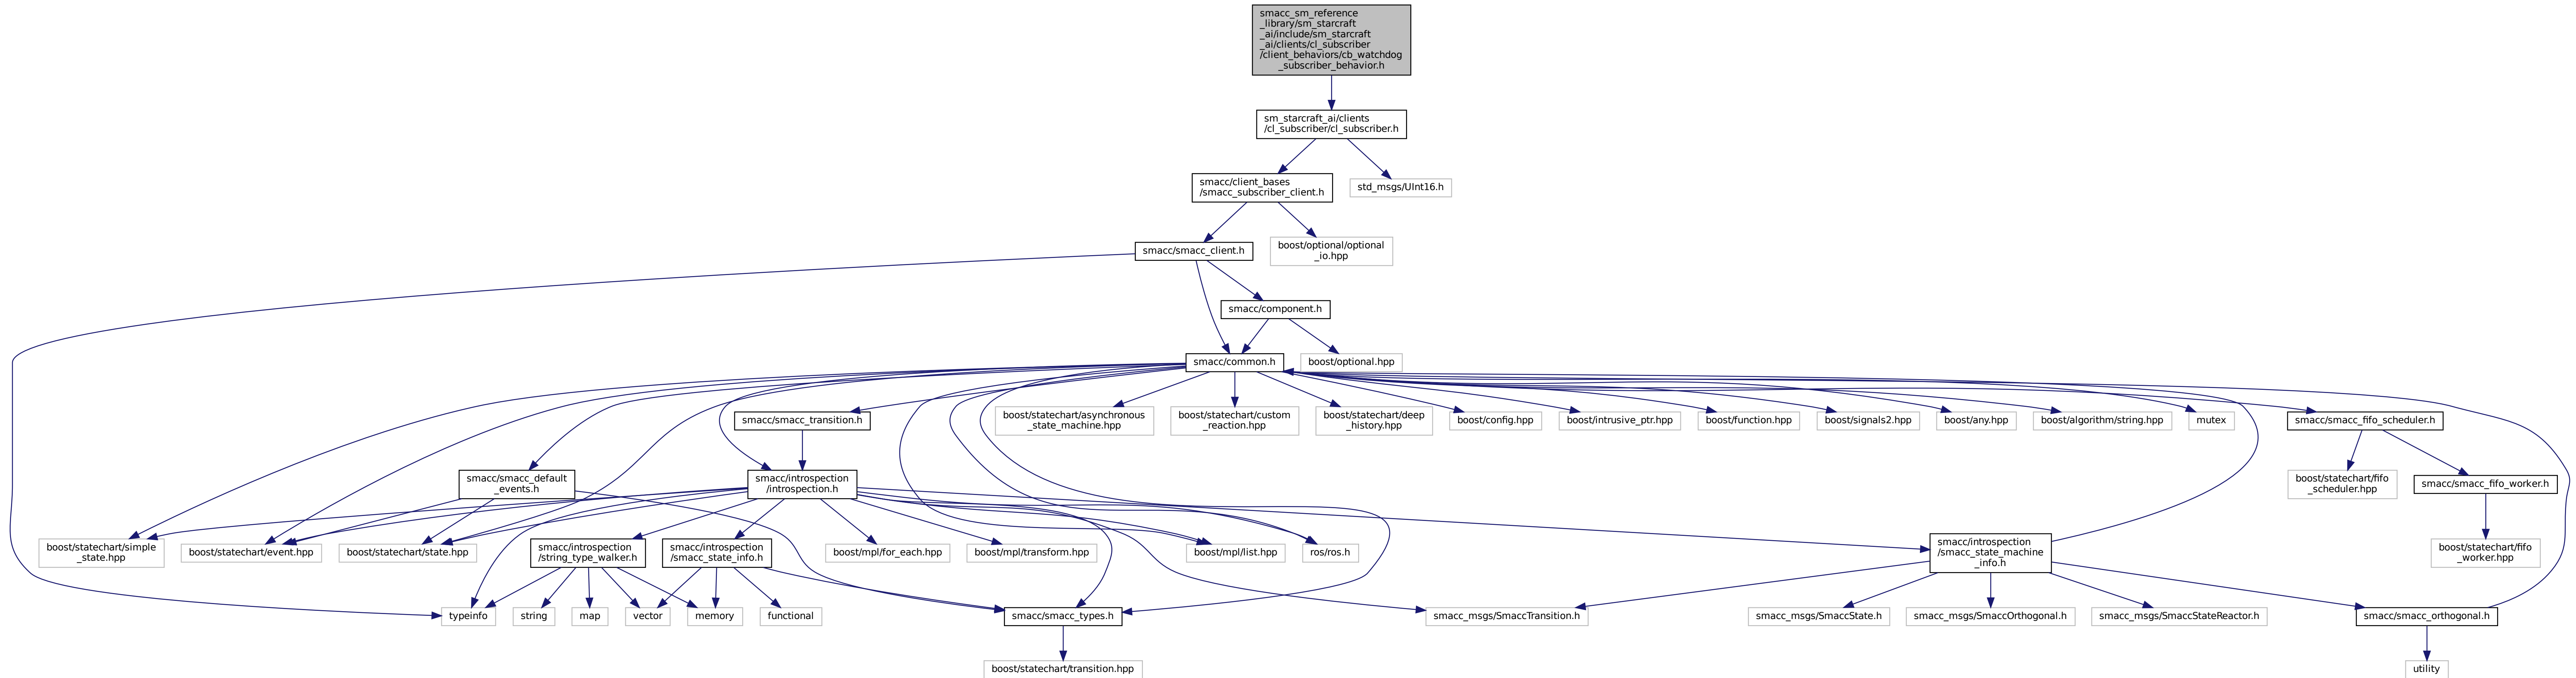 smacc_sm_reference
_library/sm_starcraft
_ai/include/sm_starcraft
_ai/clients/cl_subscriber
/client_behaviors/cb_watchdog
_subscriber_behavior.h
sm_starcraft_ai/clients
/cl_subscriber/cl_subscriber.h
smacc/client_bases
/smacc_subscriber_client.h
std_msgs/UInt16.h
smacc/smacc_client.h
boost/optional/optional
_io.hpp
smacc/component.h
smacc/common.h
boost/optional.hpp
smacc/smacc_transition.h
boost/statechart/asynchronous
_state_machine.hpp
boost/statechart/custom
_reaction.hpp
boost/statechart/deep
_history.hpp
boost/config.hpp
boost/intrusive_ptr.hpp
boost/function.hpp
boost/signals2.hpp
boost/any.hpp
boost/algorithm/string.hpp
mutex
smacc/smacc_fifo_scheduler.h
smacc/smacc_default
_events.h
smacc/introspection
/introspection.h
boost/statechart/fifo
_scheduler.hpp
smacc/smacc_fifo_worker.h
boost/statechart/simple
_state.hpp
boost/statechart/event.hpp
boost/statechart/state.hpp
smacc/introspection
/string_type_walker.h
smacc/introspection
/smacc_state_info.h
boost/mpl/for_each.hpp
boost/mpl/transform.hpp
boost/mpl/list.hpp
ros/ros.h
smacc/introspection
/smacc_state_machine
_info.h
boost/statechart/fifo
_worker.hpp
typeinfo
string
map
vector
memory
functional
smacc/smacc_types.h
smacc_msgs/SmaccTransition.h
smacc_msgs/SmaccState.h
smacc_msgs/SmaccOrthogonal.h
smacc_msgs/SmaccStateReactor.h
smacc/smacc_orthogonal.h
boost/statechart/transition.hpp
utility